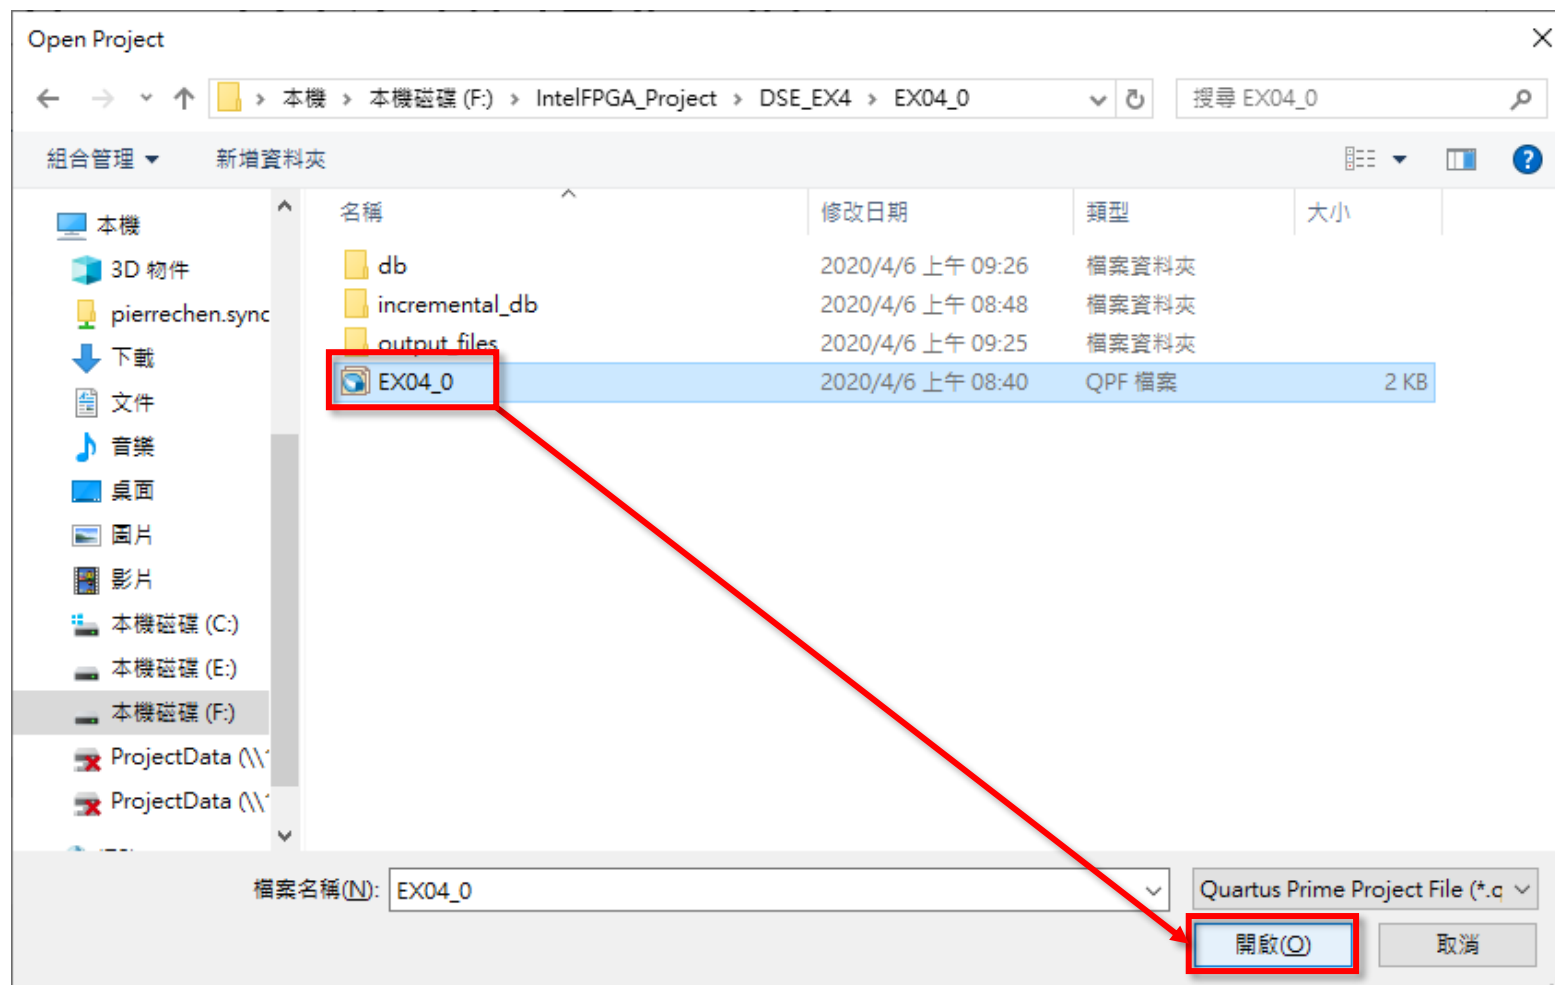 Open Project
本機 › 本機磁碟 (F:) › IntelFPGA_Project › DSE_EX4 › EX04_0
搜尋 EX04_0
組合管理
新增資料夾
名稱 修改日期 類型 大小
本機
3D 物件
pierrechen.sync
下載
文件
音樂
桌面
圖片
影片
本機磁碟 (C:)
本機磁碟 (E:)
本機磁碟 (F:)
ProjectData (\\
ProjectData (\\
db 2020/4/6 上午 09:26 檔案資料夾
incremental_db 2020/4/6 上午 08:48 檔案資料夾
output_files 2020/4/6 上午 09:25 檔案資料夾
EX04_0 2020/4/6 上午 08:40 QPF 檔案 2 KB
檔案名稱(N): EX04_0
Quartus Prime Project File (*.q
開啟(O) 取消